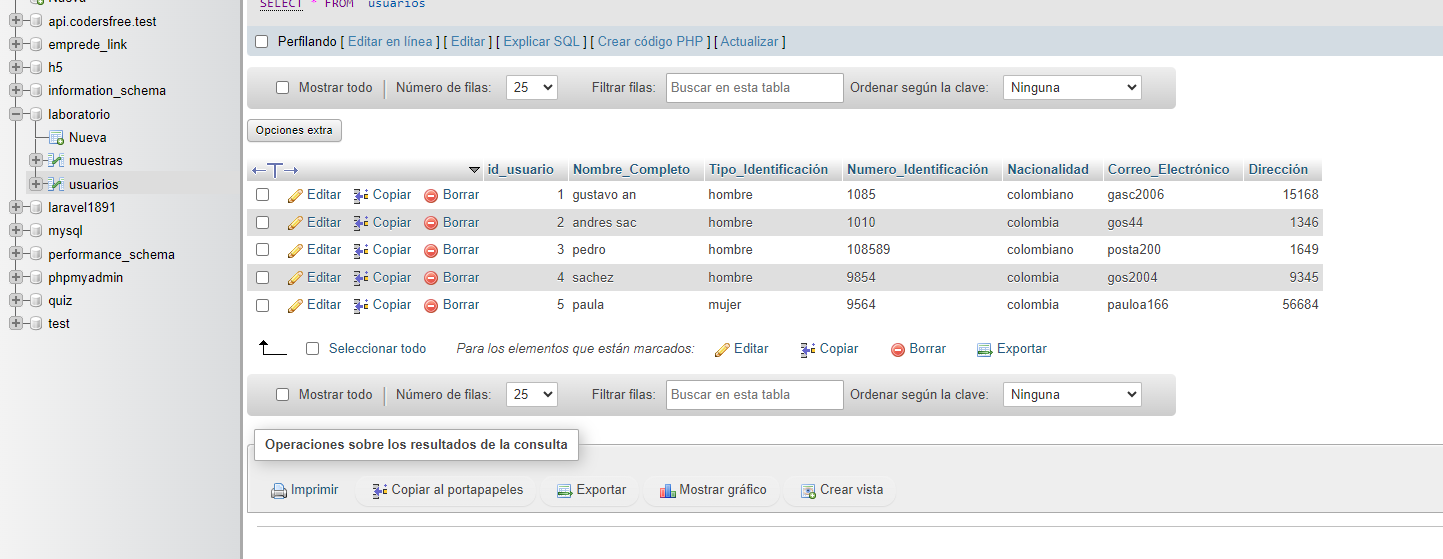 Nueva
api.codersfree.test
emprede_link
h5
information_schema
laboratorio
Nueva
muestras
usuarios
laravel1891
mysql
performance_schema
phpmyadmin
quiz
test
SELECT * FROM `usuarios`
Perfilando [ Editar en línea ] [ Editar ] [ Explicar SQL ] [ Crear código PHP ] [ Actualizar ]
Mostrar todo | Número de filas: 25 Filtrar filas: Buscar en esta tabla Ordenar según la clave: Ninguna
Opciones extra
id_usuario Nombre_Completo Tipo_Identificación Numero_Identificación Nacionalidad Correo_Electrónico Dirección
Editar Copiar Borrar 1 gustavo an hombre 1085 colombiano gasc2006 15168
Editar Copiar Borrar 2 andres sac hombre 1010 colombia gos44 1346
Editar Copiar Borrar 3 pedro hombre 108589 colombiano posta200 1649
Editar Copiar Borrar 4 sachez hombre 9854 colombia gos2004 9345
Editar Copiar Borrar 5 paula mujer 9564 colombia pauloa166 56684
Seleccionar todo Para los elementos que están marcados: Editar Copiar Borrar Exportar
Mostrar todo | Número de filas: 25 Filtrar filas: Buscar en esta tabla Ordenar según la clave: Ninguna
Operaciones sobre los resultados de la consulta
Imprimir Copiar al portapapeles Exportar Mostrar gráfico Crear vista